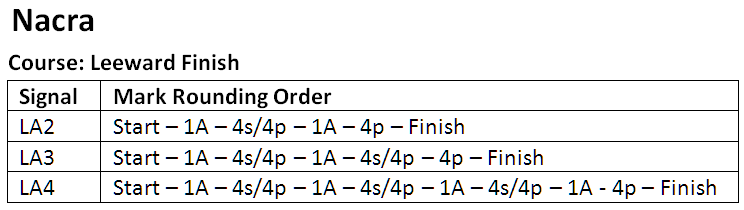 Nacra
Course: Leeward Finish
Signal Mark Rounding Order
LA2 Start – 1A – 4s/4p – 1A – 4p – Finish
LA3 Start – 1A – 4s/4p – 1A – 4s/4p – 4p – Finish
LA4 Start – 1A – 4s/4p – 1A – 4s/4p – 1A – 4s/4p – 1A - 4p – Finish